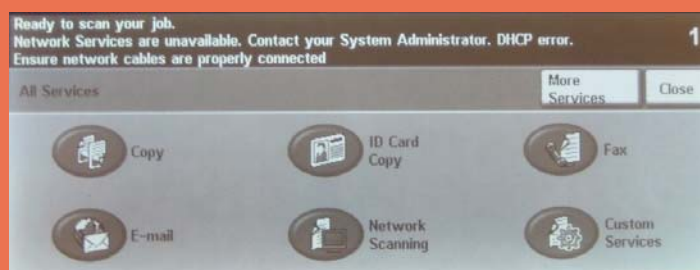 Ready to scan your job.
Network Services are unavailable. Contact your System Administrator. DHCP error.
Ensure network cables are properly connected
1
All Services
More
Services
Close
Copy
ID Card
Copy
Fax
E-mail
Network
Scanning
Custom
Services